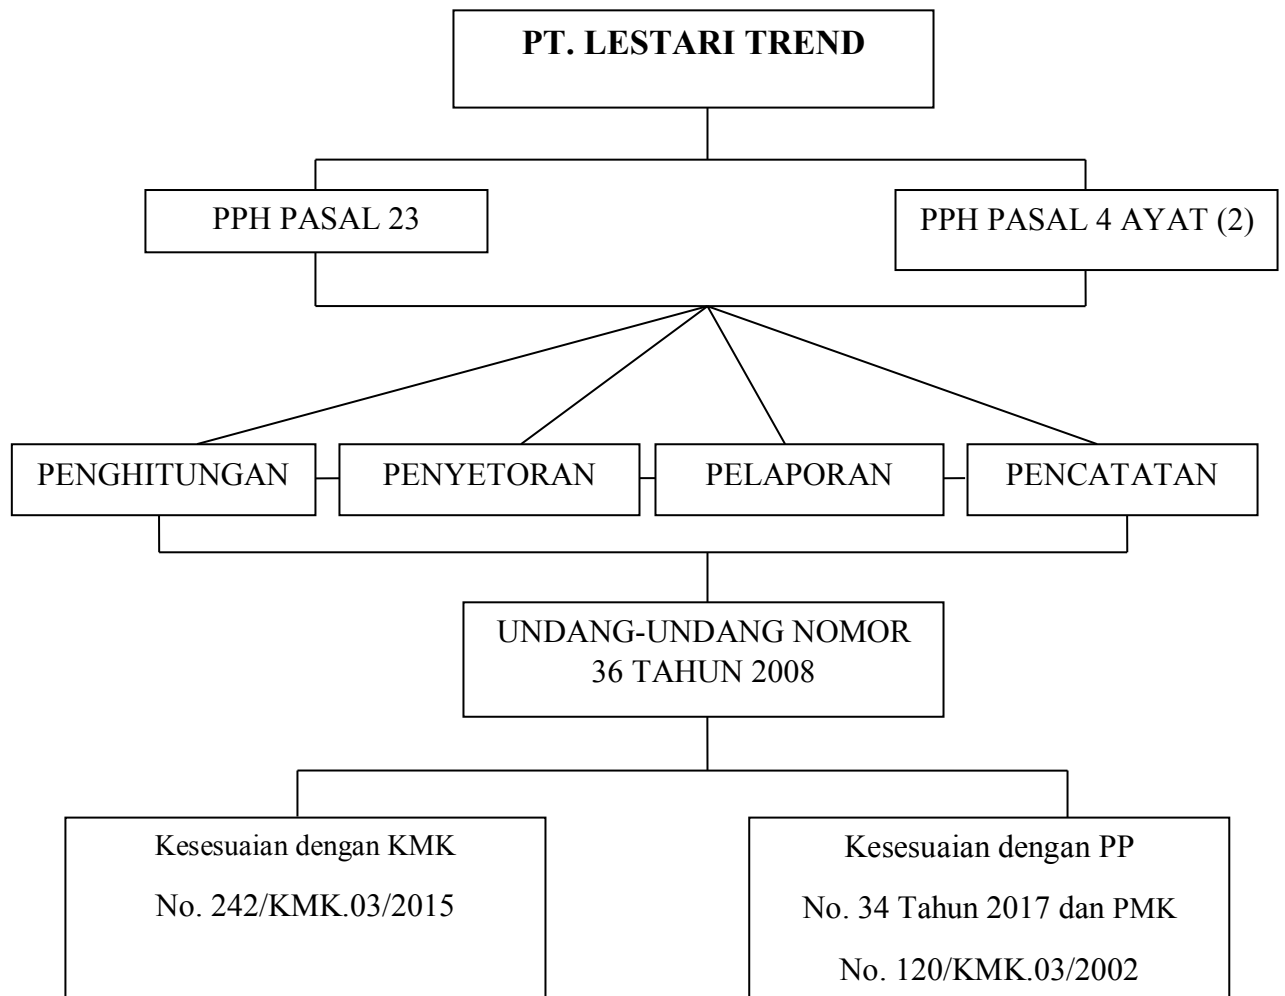 PT. LESTARI TREND
PPH PASAL 23
PPH PASAL 4 AYAT (2)
PENGHITUNGAN
PENYETORAN
PELAPORAN
PENCATATAN
UNDANG-UNDANG NOMOR
36 TAHUN 2008
Kesesuaian dengan KMK
No. 242/KMK.03/2015
Kesesuaian dengan PP
No. 34 Tahun 2017 dan PMK
No. 120/KMK.03/2002